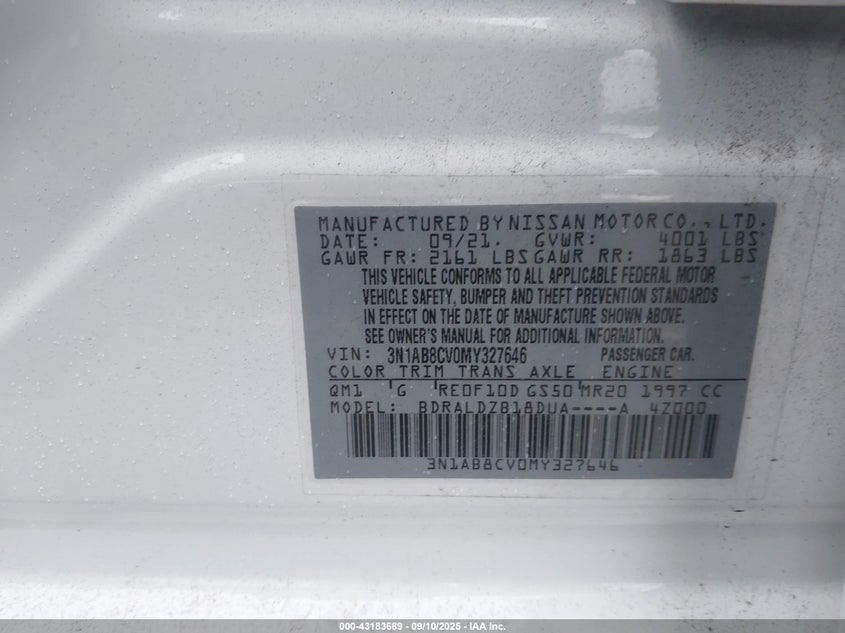 MANUFACTURED BY NISSAN MOTOR CO., LTD.
DATE: 09/21. GVWR: 4001 LBS
GAWR FR: 2161 LBS GAWR RR: 1863 LBS
THIS VEHICLE CONFORMS TO ALL APPLICABLE FEDERAL MOTOR
VEHICLE SAFETY, BUMPER AND THEFT PREVENTION STANDARDS
IN EFFECT ON THE DATE OF MANUFACTURE SHOWN ABOVE.
SEE OWNER'S MANUAL FOR ADDITIONAL INFORMATION.
VIN: 3N1AB8CV0MY327646 PASSENGER CAR.
COLOR TRIM TRANS AXLE ENGINE
QM1 G RE0F10D GS50 MR20 1997 CC
MODEL: BDRALDZB18DUA----A 4Z000
3N1AB8CV0MY327646
000-43183689 - 09/10/2025 - IAA Inc.